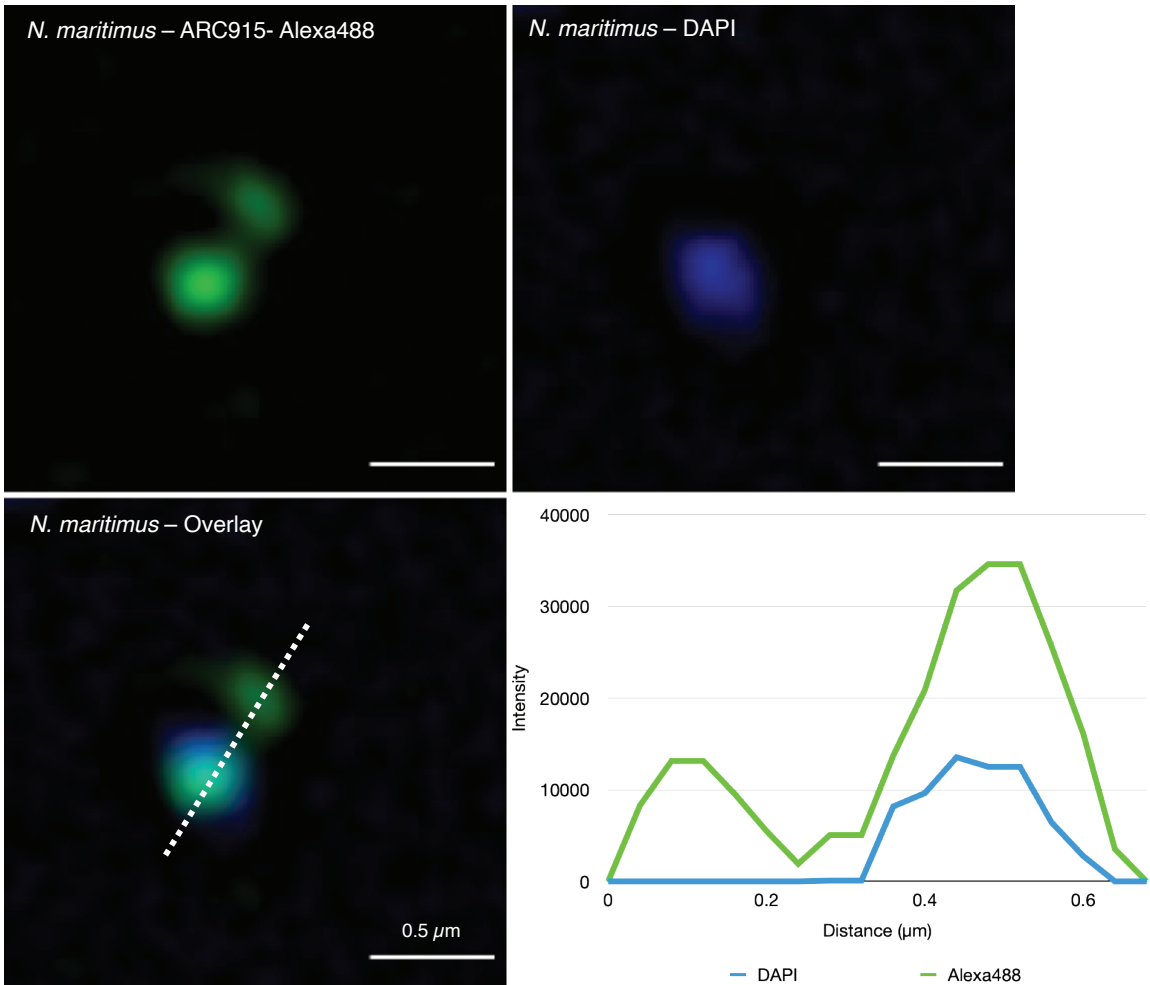 N. maritimus – ARC915- Alexa488
N. maritimus – DAPI
N. maritimus – Overlay
0.5 µm
40000
30000
20000
10000
0
Intensity
0
0.2
0.4
0.6
Distance (µm)
DAPI
Alexa488